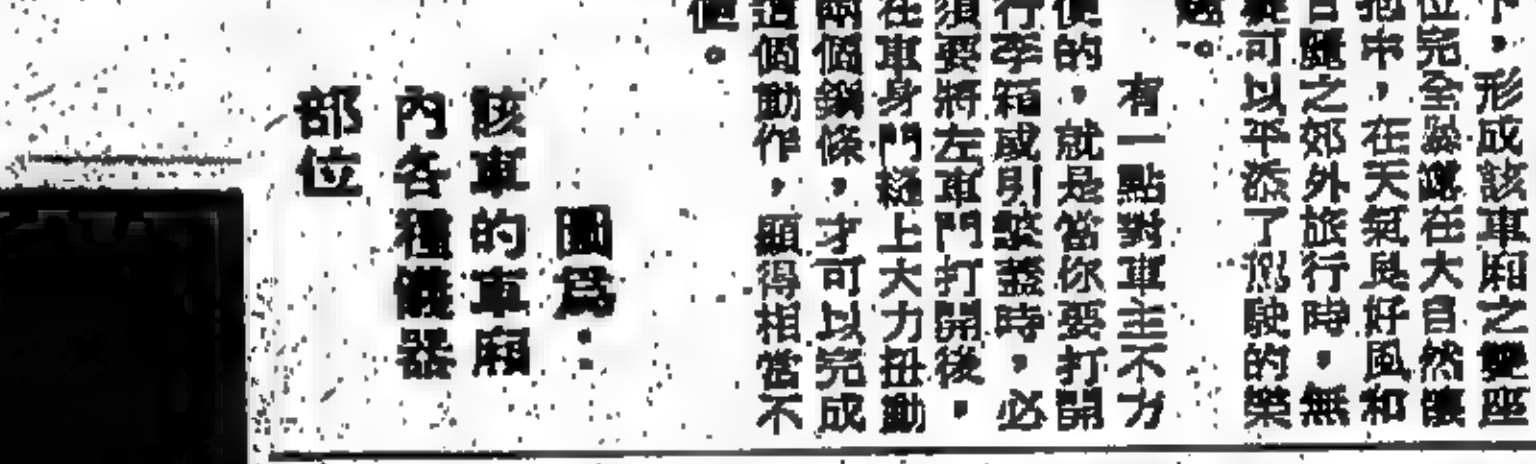 下，形成該車廂之雙座
位完全躲藏在大自然懷
抱中，在天氣良好風和
日麗之郊外旅行時，無
可以平添了駕駛的樂
趣。
有一點對車主不力
便的，就是當你要打開
行李箱或引擎蓋時，必
須要將左車門打開後，
在車身門縫上大力扭動
兩個鋼條，才可以完成
這個動作，顯得相當不
便。
圖爲：
該車的車廂
內各種儀器
部位